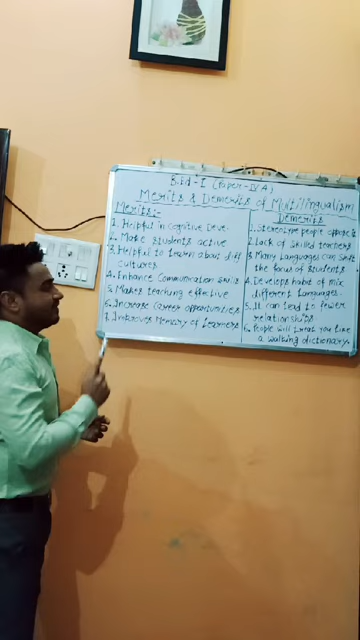 B.Ed-I (Paper-IV A)
Merits & Demerits of Multilingualism
Merits:-
1. Helpful in Cognitive Deve.
2. Make students active
3. Helpful to Learn about diff
cultures
4. Enhance Communication skills
5. Makes teaching effective
6. Increase Career opportunities
7. Improves Memory of Learners
Demerits
1. Stereotype people
2. Lack of skilled teachers
3. Many Languages can shift
the focus of students
4. Develops habit of mix
different Languages.
5. It can lead to fewer
relationships
6. People will treat you like
a walking dictionary.